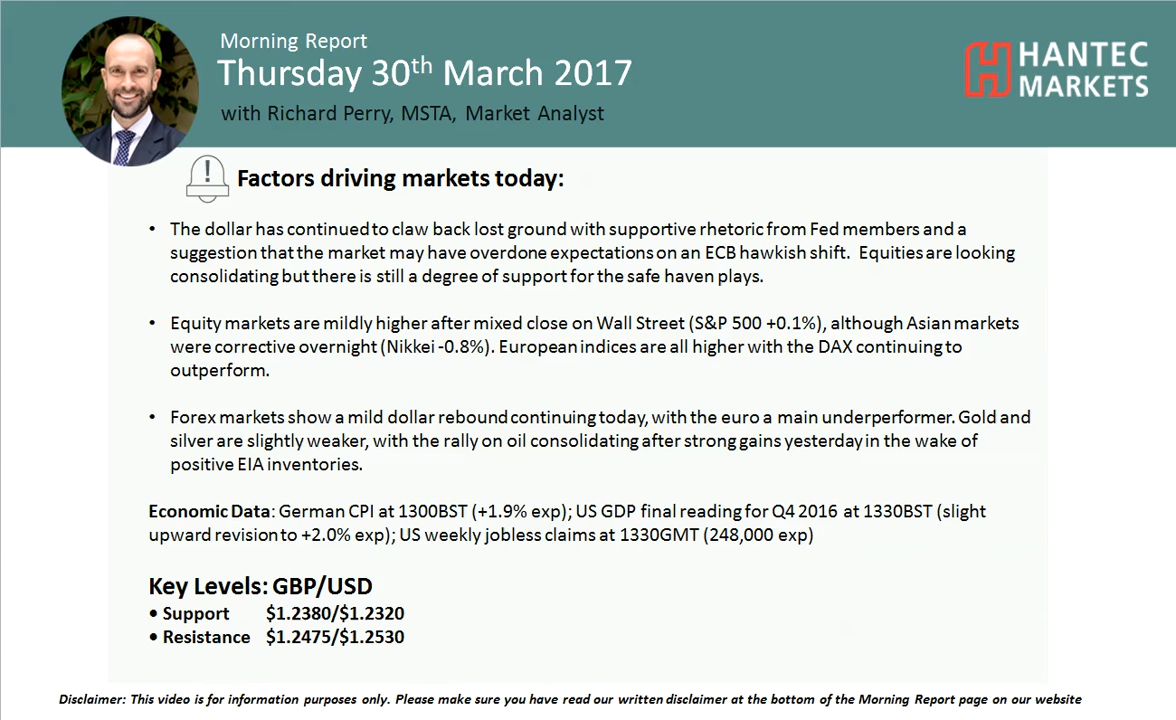 Morning Report
Thursday 30th March 2017
with Richard Perry, MSTA, Market Analyst
HANTEC
MARKETS
! Factors driving markets today:
• The dollar has continued to claw back lost ground with supportive rhetoric from Fed members and a
suggestion that the market may have overdone expectations on an ECB hawkish shift. Equities are looking
consolidating but there is still a degree of support for the safe haven plays.
• Equity markets are mildly higher after mixed close on Wall Street (S&P 500 +0.1%), although Asian markets
were corrective overnight (Nikkei -0.8%). European indices are all higher with the DAX continuing to
outperform.
• Forex markets show a mild dollar rebound continuing today, with the euro a main underperformer. Gold and
silver are slightly weaker, with the rally on oil consolidating after strong gains yesterday in the wake of
positive EIA inventories.
Economic Data: German CPI at 1300BST (+1.9% exp); US GDP final reading for Q4 2016 at 1330BST (slight
upward revision to +2.0% exp); US weekly jobless claims at 1330GMT (248,000 exp)
Key Levels: GBP/USD
• Support $1.2380/$1.2320
• Resistance $1.2475/$1.2530
Disclaimer: This video is for information purposes only. Please make sure you have read our written disclaimer at the bottom of the Morning Report page on our website